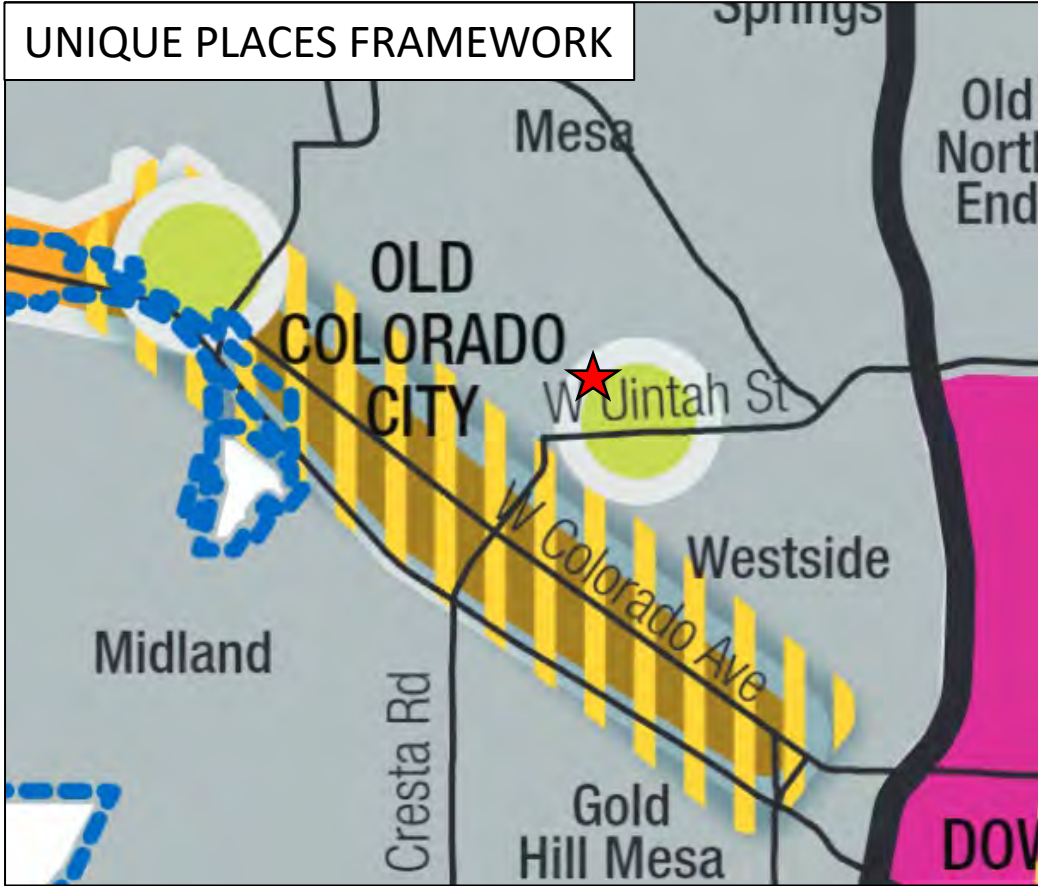 UNIQUE PLACES FRAMEWORK
Springs
Mesa
Old
North
End
OLD
COLORADO
CITY
W Uintah St
W Colorado Ave
Westside
Midland
Cresta Rd
Gold
Hill Mesa
DOW